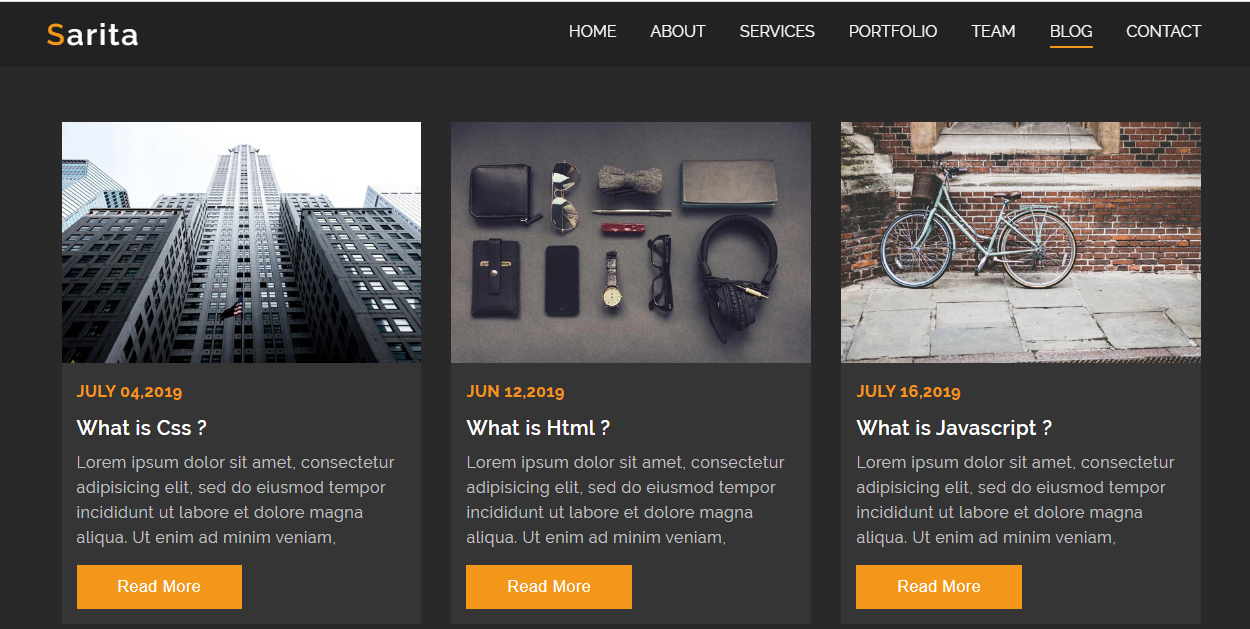 Sarita
HOME ABOUT SERVICES PORTFOLIO TEAM BLOG CONTACT
JULY 04,2019
What is Css ?
Lorem ipsum dolor sit amet, consectetur
adipisicing elit, sed do eiusmod tempor
incididunt ut labore et dolore magna
aliqua. Ut enim ad minim veniam,
Read More
JUN 12,2019
What is Html ?
Lorem ipsum dolor sit amet, consectetur
adipisicing elit, sed do eiusmod tempor
incididunt ut labore et dolore magna
aliqua. Ut enim ad minim veniam,
Read More
JULY 16,2019
What is Javascript ?
Lorem ipsum dolor sit amet, consectetur
adipisicing elit, sed do eiusmod tempor
incididunt ut labore et dolore magna
aliqua. Ut enim ad minim veniam,
Read More